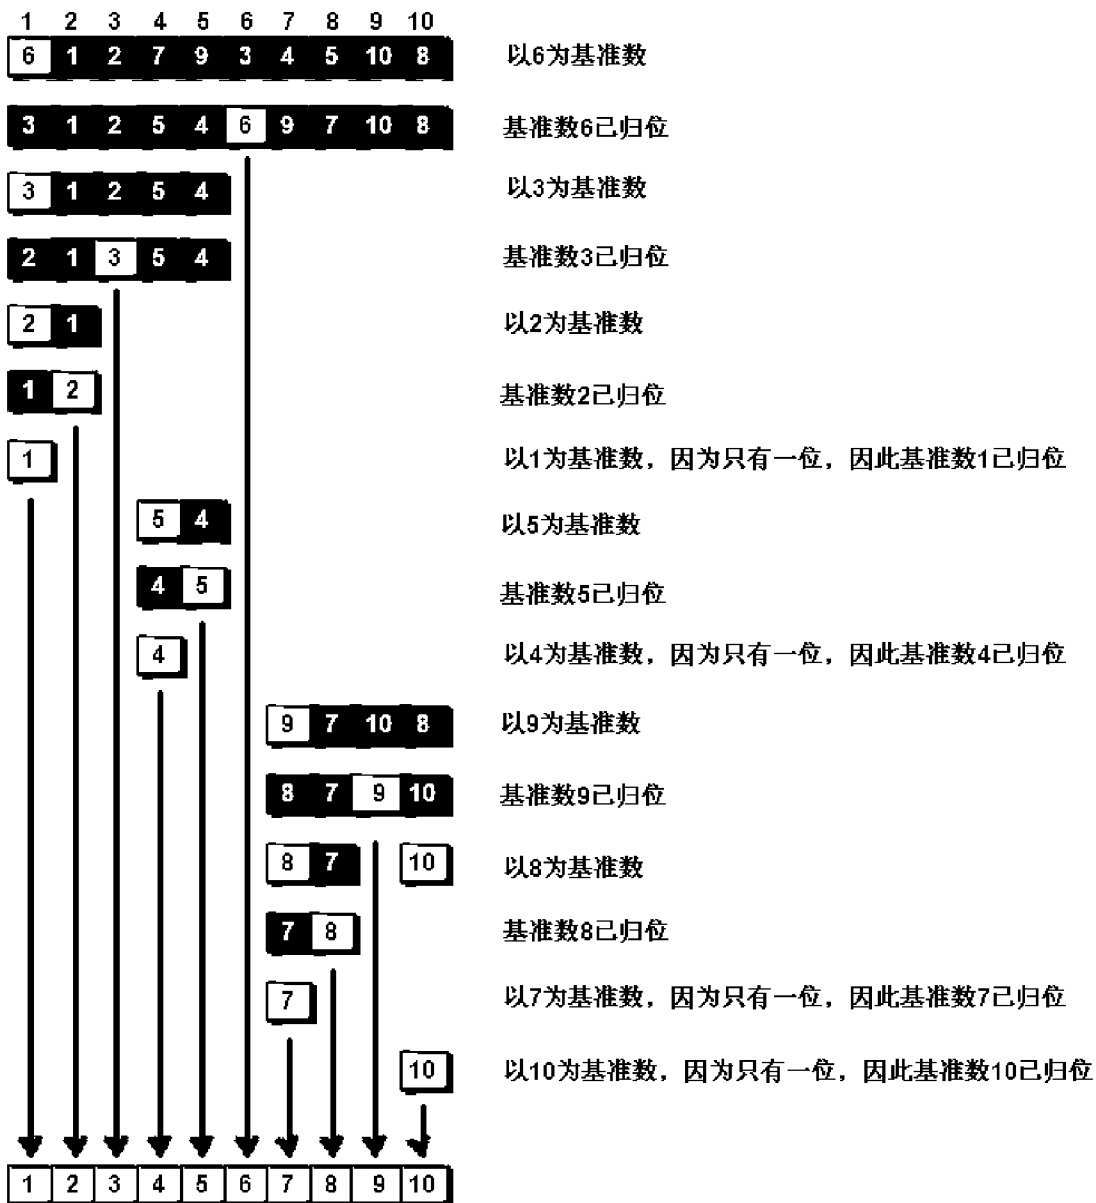 1 2 3 4 5 6 7 8 9 10
6 1 2 7 9 3 4 5 10 8 以6为基准数
3 1 2 5 4 6 9 7 10 8 基准数6已归位
3 1 2 5 4 以3为基准数
2 1 3 5 4 基准数3已归位
2 1 以2为基准数
1 2 基准数2已归位
1 以1为基准数，因为只有一位，因此基准数1已归位
5 4 以5为基准数
4 5 基准数5已归位
4 以4为基准数，因为只有一位，因此基准数4已归位
9 7 10 8 以9为基准数
8 7 9 10 基准数9已归位
8 7 10 以8为基准数
7 8 基准数8已归位
7 以7为基准数，因为只有一位，因此基准数7已归位
10 以10为基准数，因为只有一位，因此基准数10已归位
1 2 3 4 5 6 7 8 9 10